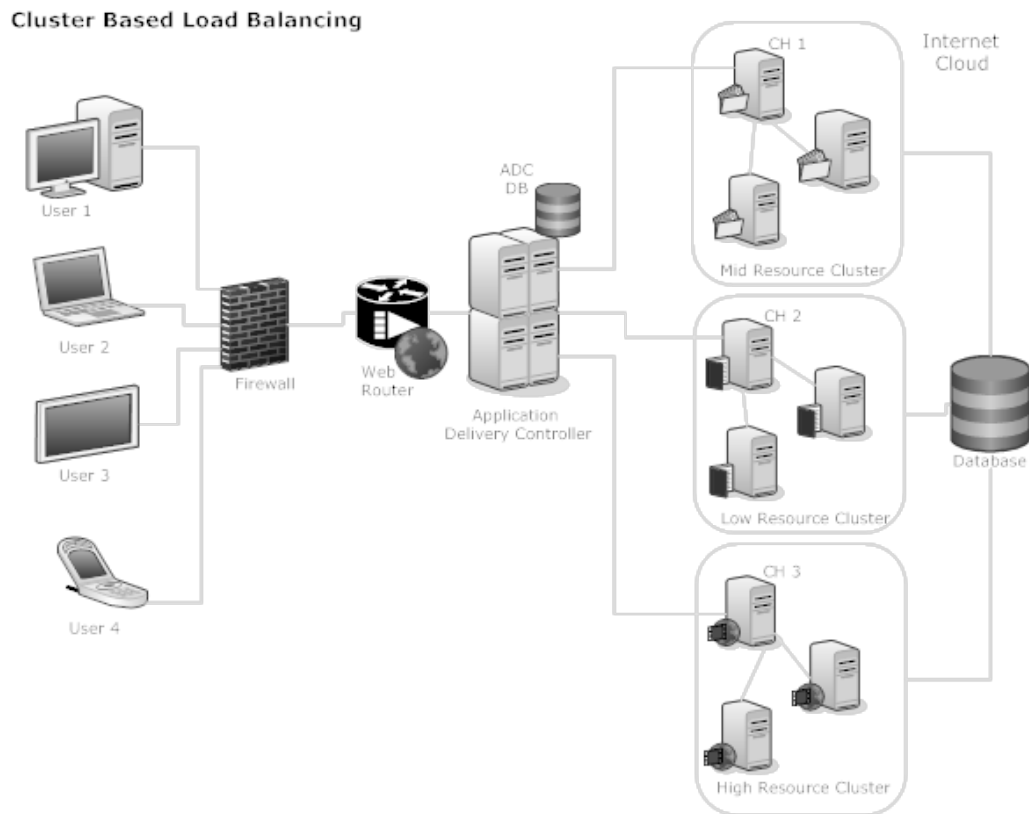 Cluster Based Load Balancing
User 1
User 2
User 3
User 4
Firewall
Web
Router
ADC
DB
Application
Delivery Controller
CH 1
Mid Resource Cluster
CH 2
Low Resource Cluster
CH 3
High Resource Cluster
Internet
Cloud
Database